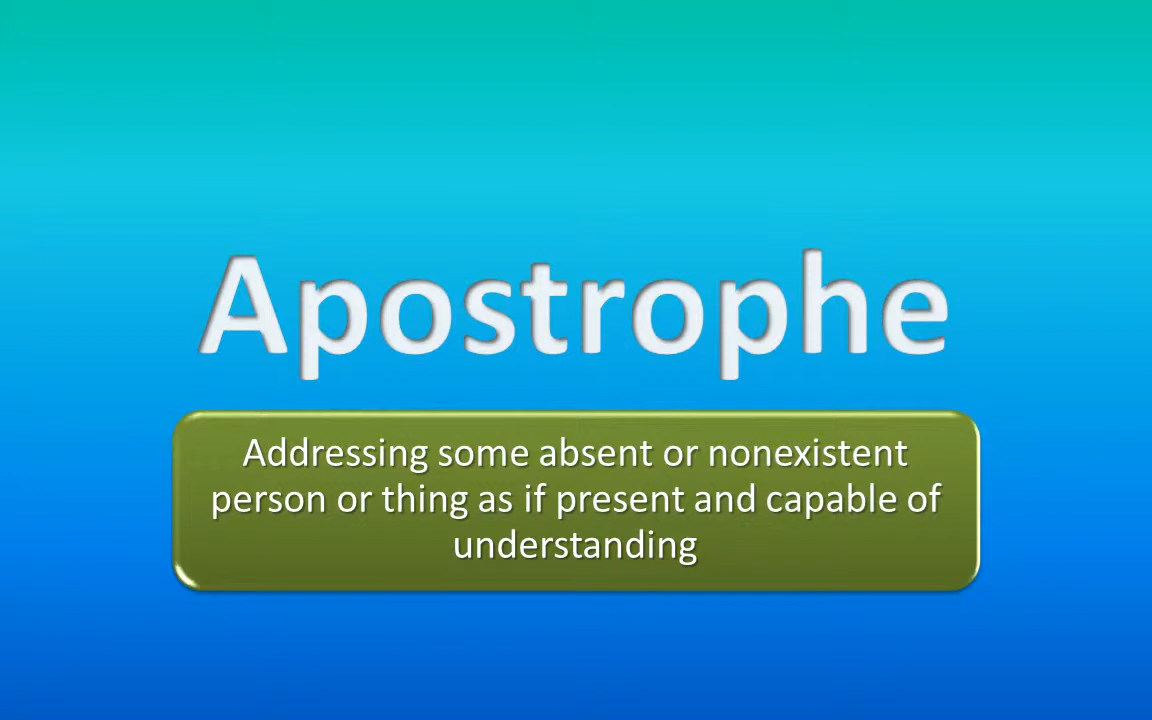 Apostrophe
Addressing some absent or nonexistent
person or thing as if present and capable of
understanding